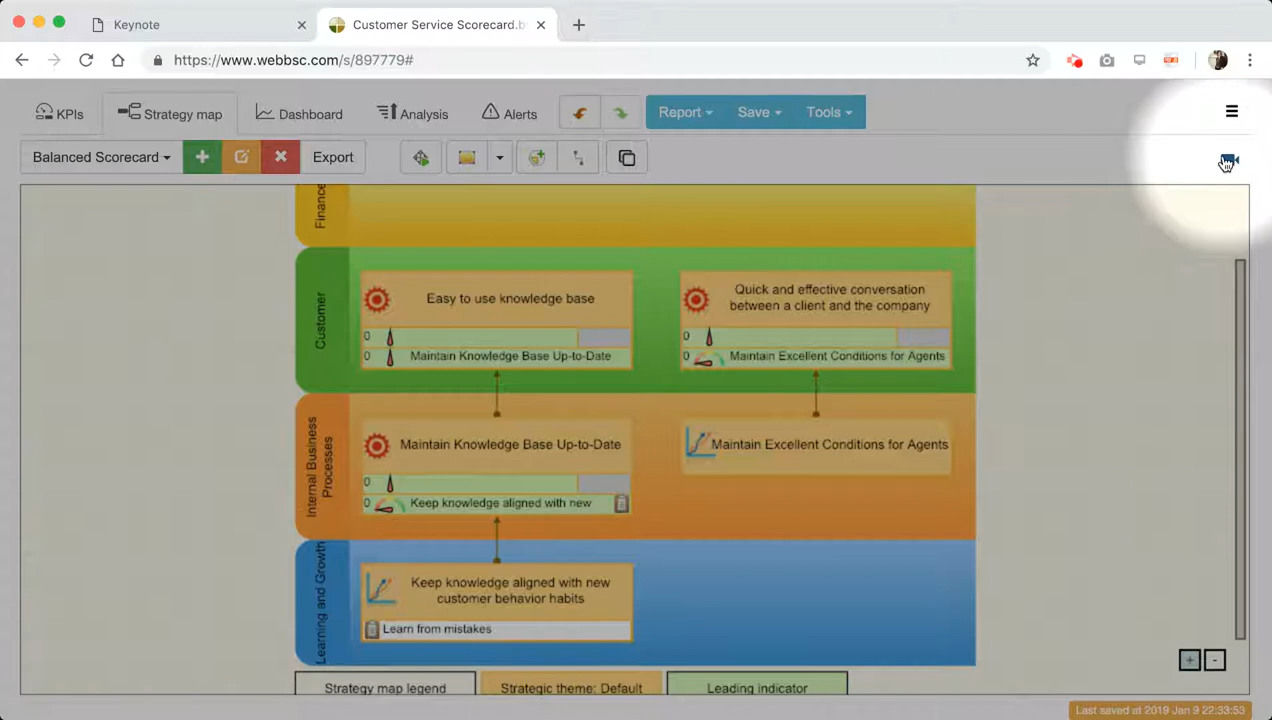 Keynote
Customer Service Scorecard.b
https://www.webbsc.com/s/897779#
KPIs
Strategy map
Dashboard
Analysis
Alerts
Report
Save
Tools
Balanced Scorecard
Export
Finance
Customer
Easy to use knowledge base
0
0 Maintain Knowledge Base Up-to-Date
Quick and effective conversation
between a client and the company
0
0 Maintain Excellent Conditions for Agents
Internal Business
Processes
Maintain Knowledge Base Up-to-Date
0
0 Keep knowledge aligned with new
Maintain Excellent Conditions for Agents
Learning and Growth
Keep knowledge aligned with new
customer behavior habits
Learn from mistakes
+ -
Strategy map legend
Strategic theme: Default
Leading indicator
Last saved at 2019 Jan 9 22:33:53